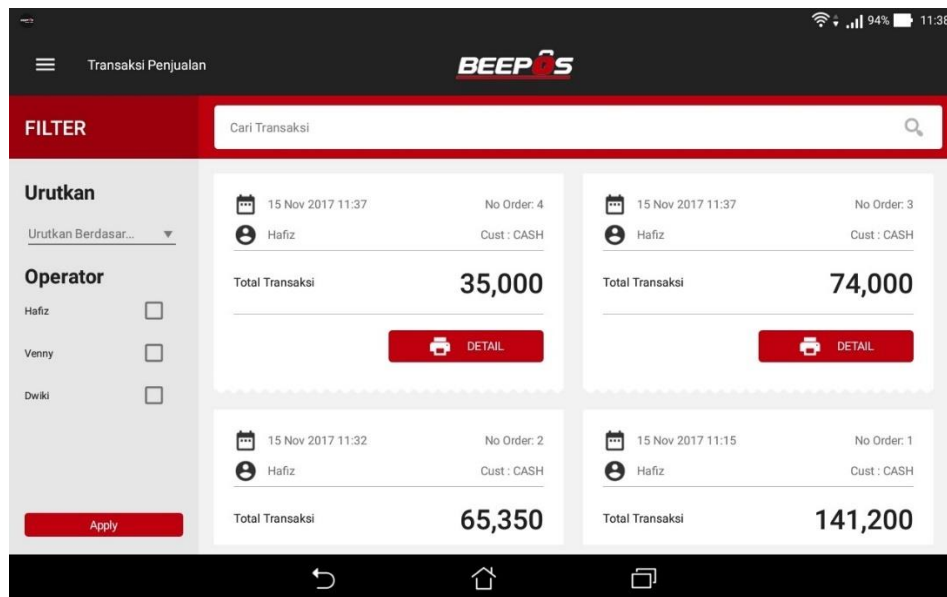 94% 11:38
Transaksi Penjualan
BEEPOS
FILTER
Cari Transaksi
Urutkan
Urutkan Berdasar...
Operator
Hafiz
Venny
Dwiki
Apply
15 Nov 2017 11:37 No Order: 4
Hafiz Cust : CASH
Total Transaksi 35,000
DETAIL
15 Nov 2017 11:37 No Order: 3
Hafiz Cust : CASH
Total Transaksi 74,000
DETAIL
15 Nov 2017 11:32 No Order: 2
Hafiz Cust : CASH
Total Transaksi 65,350
15 Nov 2017 11:15 No Order: 1
Hafiz Cust : CASH
Total Transaksi 141,200